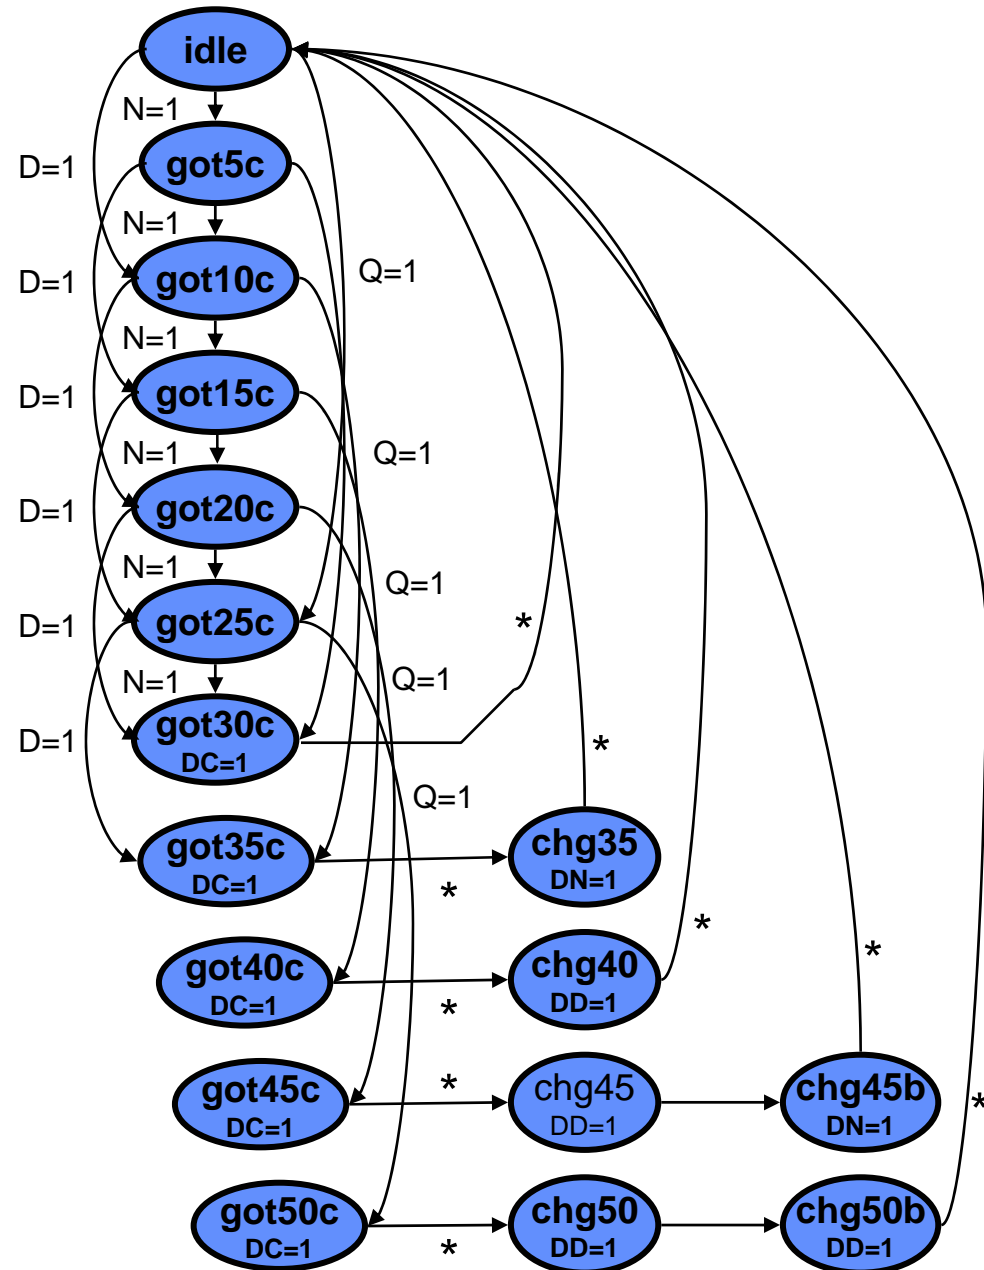 idle
N=1
D=1
got5c
N=1
Q=1
D=1
got10c
N=1
D=1
got15c
N=1
Q=1
D=1
got20c
N=1
Q=1
D=1
got25c
*
N=1
Q=1
D=1
got30c
DC=1
*
Q=1
got35c
DC=1
*
chg35
DN=1
*
*
got40c
DC=1
*
chg40
DD=1
got45c
DC=1
*
chg45
DD=1
chg45b
DN=1
*
got50c
DC=1
*
chg50
DD=1
chg50b
DD=1